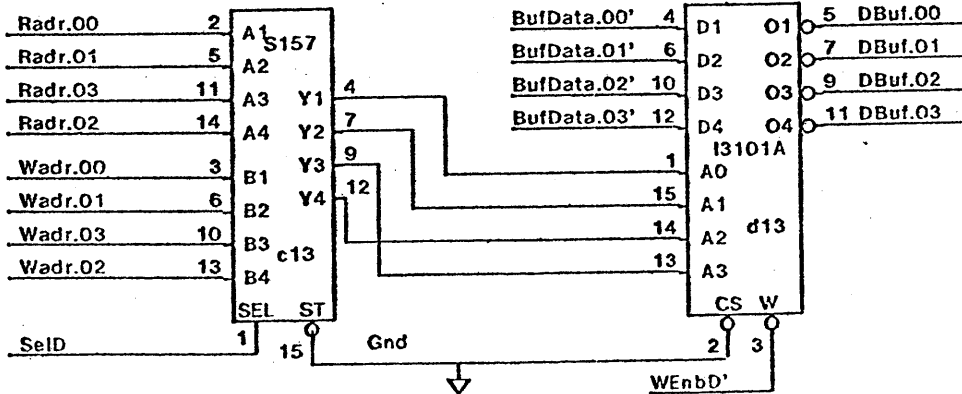 Radr.00 2 A1 S157
Radr.01 5 A2
Radr.03 11 A3 Y1 4
Radr.02 14 A4 Y2 7
Wadr.00 3 B1 Y3 9
Wadr.01 6 B2 Y4 12
Wadr.03 10 B3
Wadr.02 13 B4 c13
SEL ST
SelD 1 15 Gnd
BufData.00' 4 D1 O1 5 DBuf.00
BufData.01' 6 D2 O2 7 DBuf.01
BufData.02' 10 D3 O3 9 DBuf.02
BufData.03' 12 D4 O4 11 DBuf.03
I3101A
1 A0
15 A1
14 A2 d13
13 A3
CS W
2 3
WEnbD'